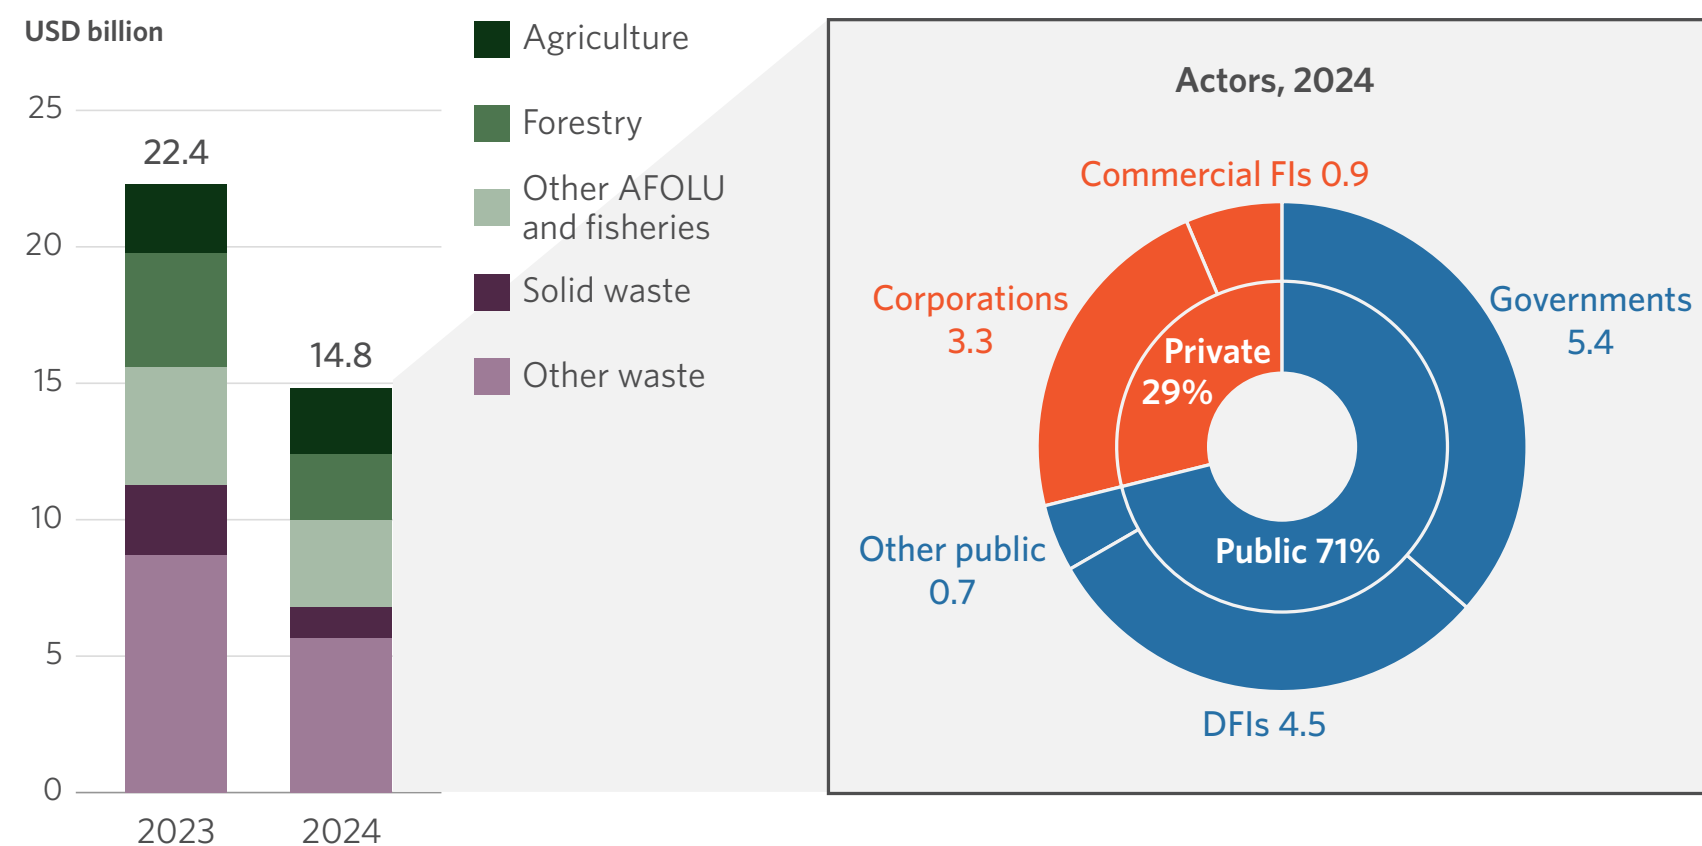 USD billion
25
20
15
10
5
0
22.4
14.8
2023
2024
Agriculture
Forestry
Other AFOLU
and fisheries
Solid waste
Other waste
Actors, 2024
Commercial FIs 0.9
Corporations
3.3
Governments
5.4
Private
29%
Public 71%
Other public
0.7
DFIs 4.5